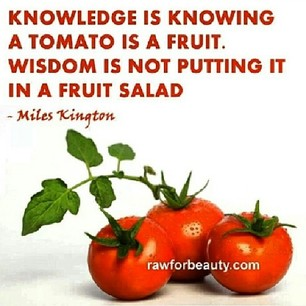 KNOWLEDGE IS KNOWING
A TOMATO IS A FRUIT.
WISDOM IS NOT PUTTING IT
IN A FRUIT SALAD
- Miles Kington
rawforbeauty.com